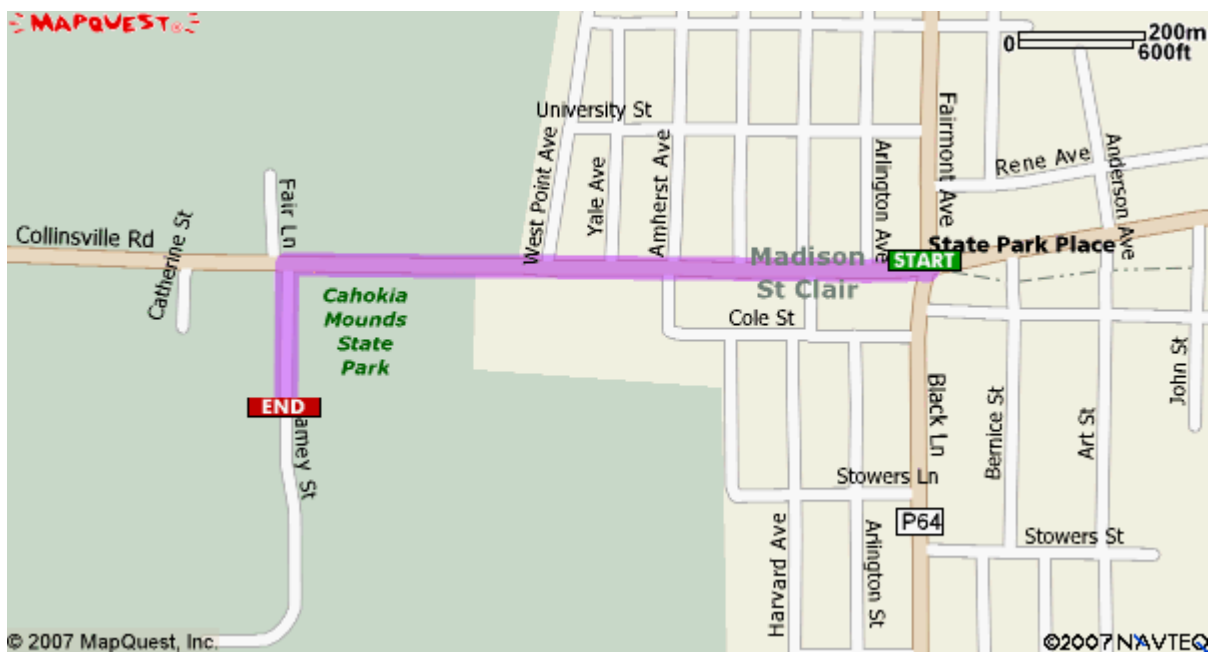 MAPQUEST
200m
0
600ft
University St
Fairmont Ave
West Point Ave
Yale Ave
Amherst Ave
Arlington Ave
Rene Ave
Anderson Ave
Fair Ln
Catherine St
Collinsville Rd
State Park Place
START
Madison
St Clair
Cahokia
Mounds
State
Park
Cole St
END
amey St
Black Ln
Bernice St
Art St
John St
Stowers Ln
P64
Stowers St
Harvard Ave
Arlington St
© 2007 MapQuest, Inc.
©2007 NAVTEQ